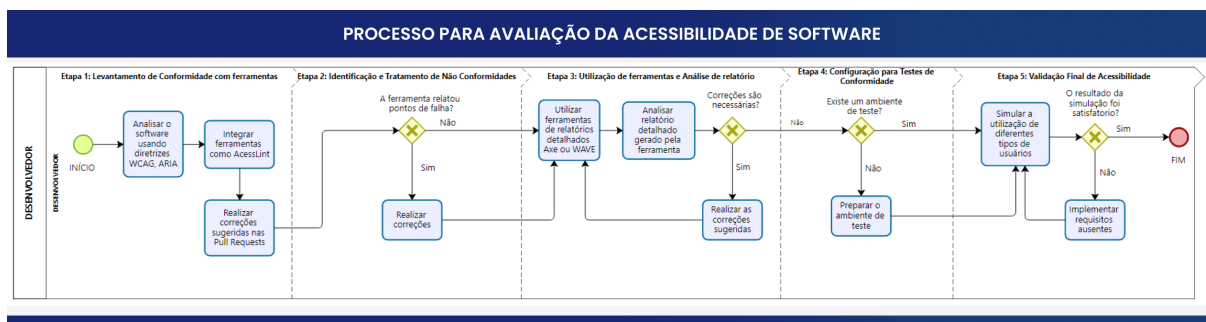 PROCESSO PARA AVALIAÇÃO DA ACESSIBILIDADE DE SOFTWARE
DESENVOLVEDOR
DESENVOLVEDOR
Etapa 1: Levantamento de Conformidade com ferramentas
INÍCIO
Analisar o
software
usando
diretrizes
WCAG, ARIA
Integrar
ferramentas
como AcessLint
Realizar
correções
sugeridas nas
Pull Requests
Etapa 2: Identificação e Tratamento de Não Conformidades
A ferramenta relatou
pontos de falha?
Não
Sim
Realizar
correções
Etapa 3: Utilização de ferramentas e Análise de relatório
Utilizar
ferramentas
de relatórios
detalhados
Axe ou WAVE
Analisar
relatório
detalhado
gerado pela
ferramenta
Correções são
necessárias?
Não
Sim
Realizar as
correções
sugeridas
Etapa 4: Configuração para Testes de
Conformidade
Existe um ambiente
de teste?
Sim
Não
Preparar o
ambiente de
teste
Etapa 5: Validação Final de Acessibilidade
Simular a
utilização de
diferentes
tipos de
usuários
O resultado da
simulação foi
satisfatorio?
Sim
Não
Implementar
requisitos
ausentes
FIM